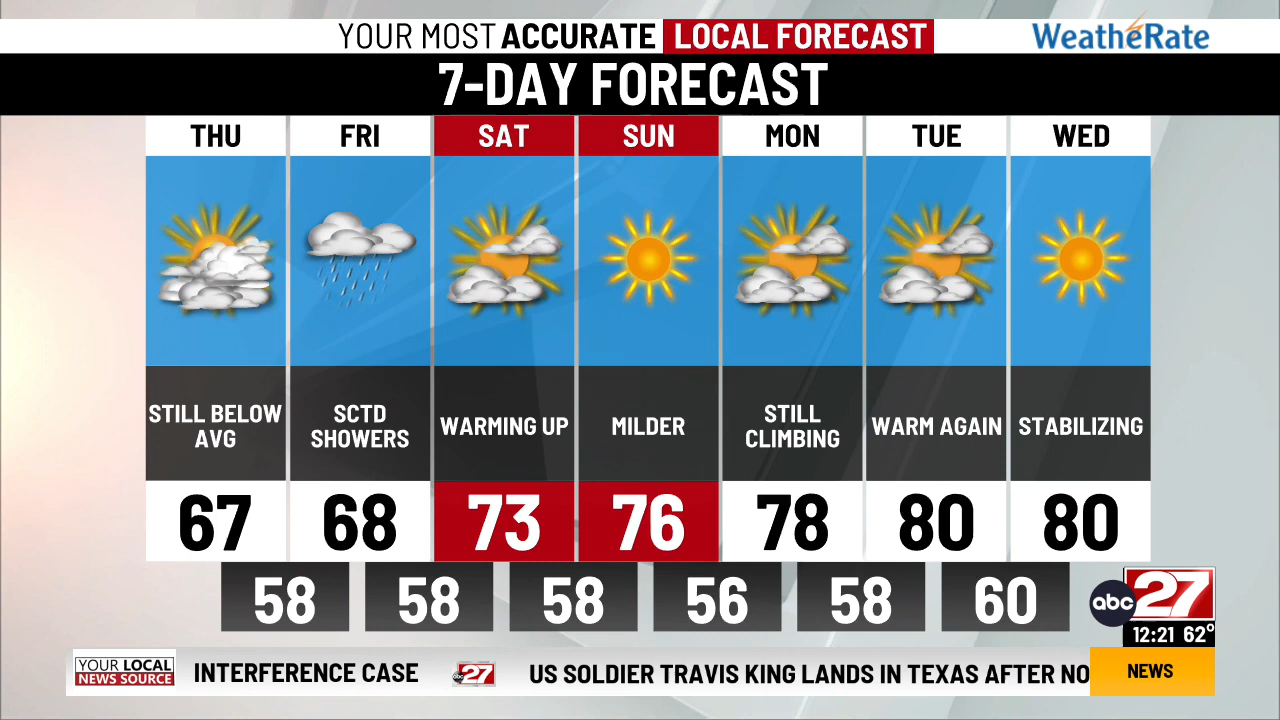 YOUR MOST ACCURATE LOCAL FORECAST
WeatheRate
7-DAY FORECAST
THU FRI SAT SUN MON TUE WED
STILL BELOW AVG
SCTD SHOWERS
WARMING UP
MILDER
STILL CLIMBING
WARM AGAIN
STABILIZING
67 68 73 76 78 80 80
58 58 58 56 58 60
abc 27
12:21 62°
YOUR LOCAL
NEWS SOURCE
INTERFERENCE CASE
abc 27
US SOLDIER TRAVIS KING LANDS IN TEXAS AFTER NO
NEWS